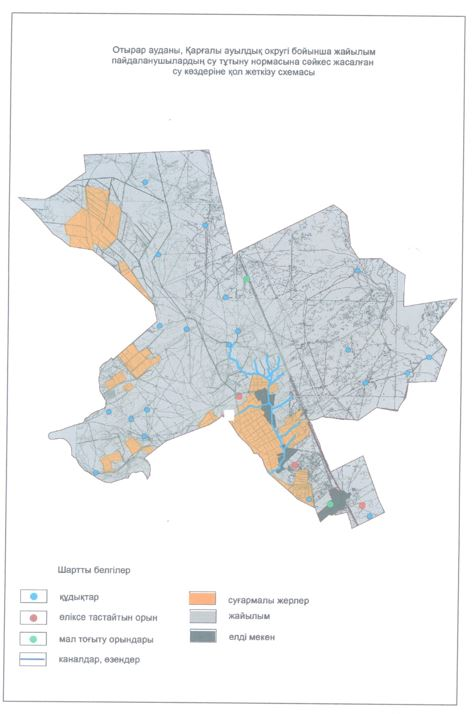 Отырар ауданы, Қарғалы ауылдық округі бойынша жайылым
пайдаланушылардың су тұтыну нормасына сәйкес жасалған
су көздеріне қол жеткізу схемасы
Шартты белгілер
құдықтар
өліксе тастайтын орын
мал тоғыту орындары
каналдар, өзендер
суғармалы жерлер
жайылым
елді мекен